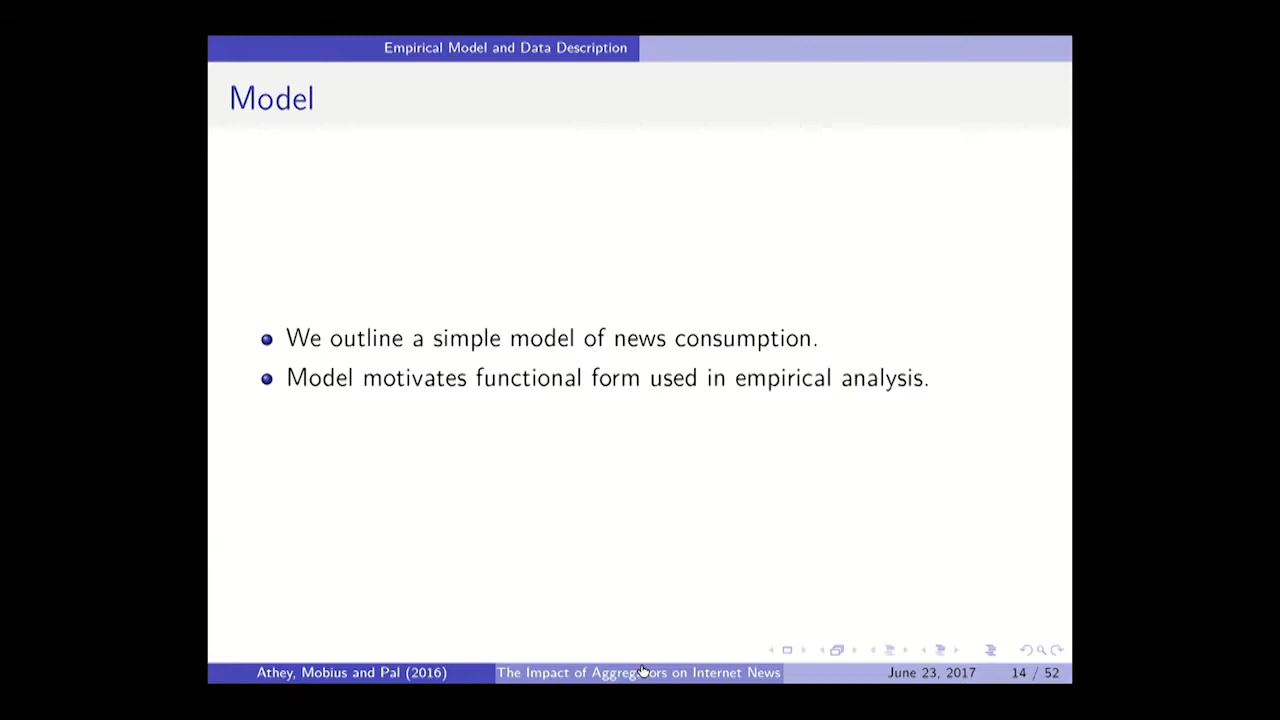 Empirical Model and Data Description
Model
We outline a simple model of news consumption.
Model motivates functional form used in empirical analysis.
Athey, Mobius and Pal (2016) The Impact of Aggregators on Internet News June 23, 2017 14 / 52